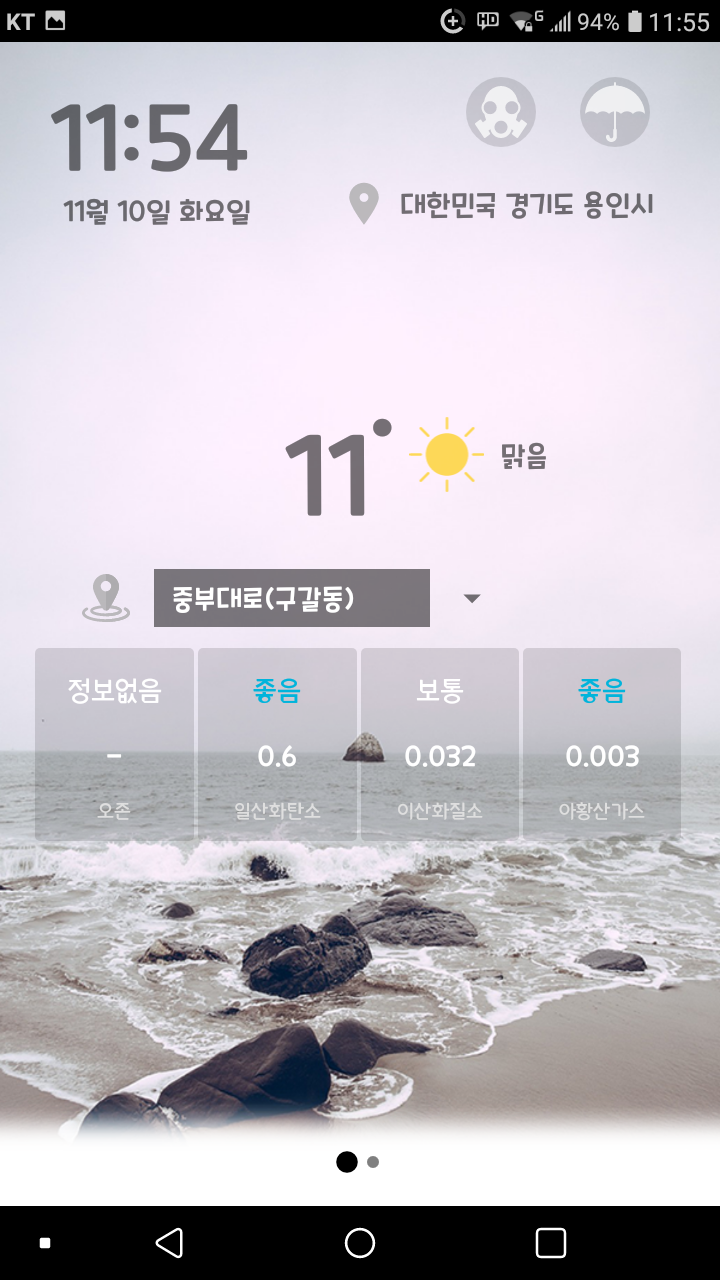 KT HD G 94% 11:55
11:54
11월 10일 화요일
대한민국 경기도 용인시
11° 맑음
중부대로(구갈동)
정보없음 좋음 보통 좋음
- 0.6 0.032 0.003
오존 일산화탄소 이산화질소 아황산가스